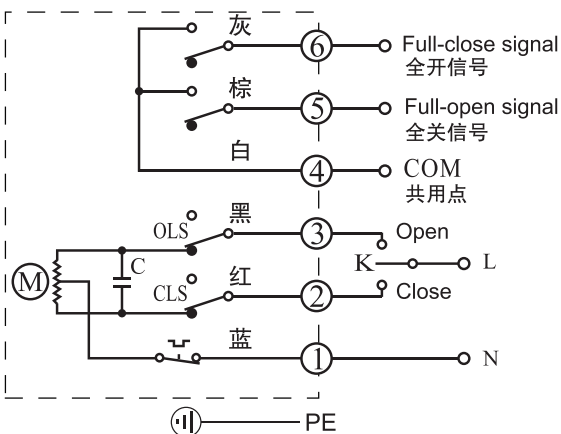 灰
6
Full-close signal
全开信号
棕
5
Full-open signal
全关信号
白
4
COM
共用点
黑
OLS
3
Open
M
C
K
L
红
CLS
2
Close
蓝
1
N
PE